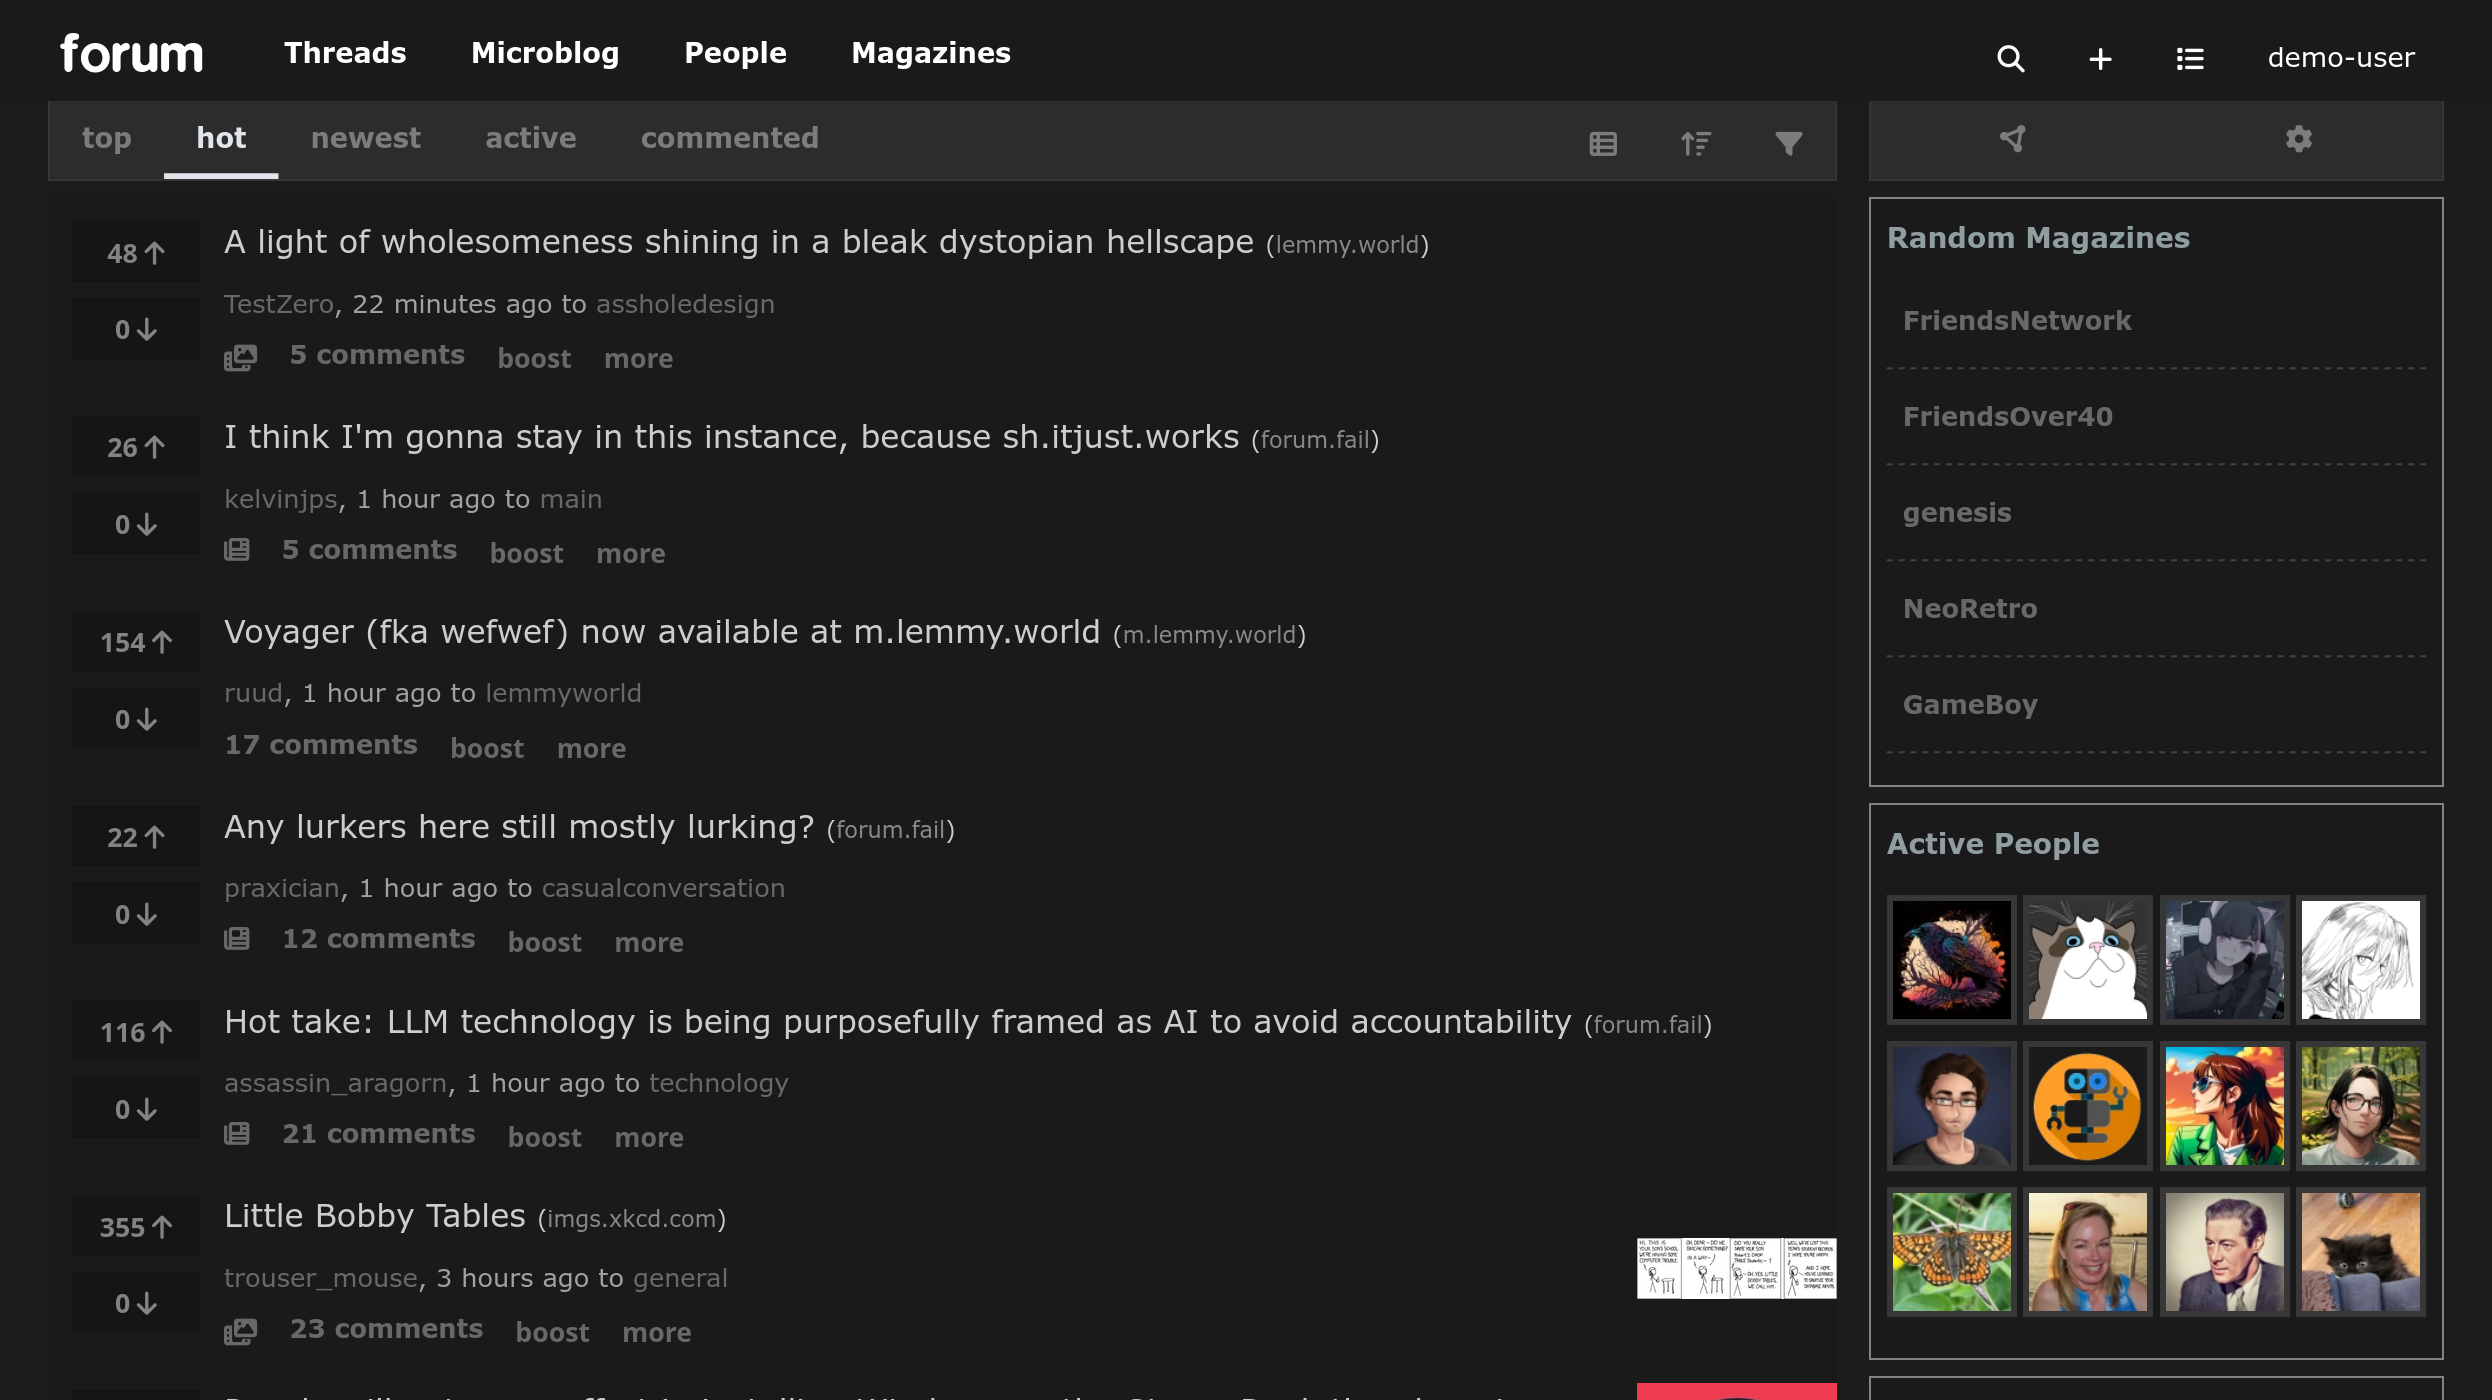 forum Threads Microblog People Magazines demo-user
top hot newest active commented
48
0
A light of wholesomeness shining in a bleak dystopian hellscape (lemmy.world)
TestZero, 22 minutes ago to assholedesign
5 comments boost more
26
0
I think I'm gonna stay in this instance, because sh.itjust.works (forum.fail)
kelvinjps, 1 hour ago to main
5 comments boost more
154
0
Voyager (fka wefwef) now available at m.lemmy.world (m.lemmy.world)
ruud, 1 hour ago to lemmyworld
17 comments boost more
22
0
Any lurkers here still mostly lurking? (forum.fail)
praxician, 1 hour ago to casualconversation
12 comments boost more
116
0
Hot take: LLM technology is being purposefully framed as AI to avoid accountability (forum.fail)
assassin_aragorn, 1 hour ago to technology
21 comments boost more
355
0
Little Bobby Tables (imgs.xkcd.com)
trouser_mouse, 3 hours ago to general
23 comments boost more
Random Magazines
FriendsNetwork
FriendsOver40
genesis
NeoRetro
GameBoy
Active People